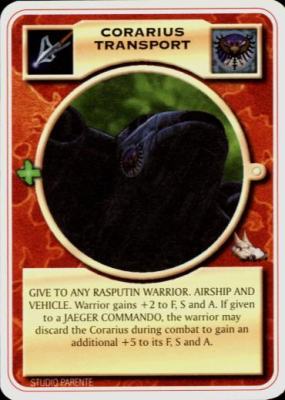 CORARIUS
TRANSPORT
GIVE TO ANY RASPUTIN WARRIOR. AIRSHIP AND
VEHICLE. Warrior gains +2 to F, S and A. If given
to a JAEGER COMMANDO, the warrior may
discard the Corarius during combat to gain an
additional +5 to its F, S and A.
STUDIO PARENTE